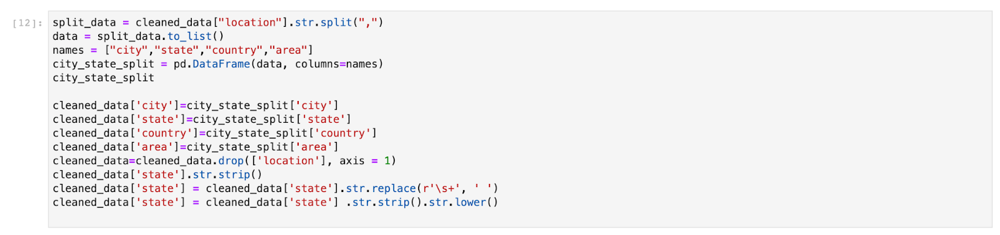 [12]: split_data = cleaned_data["location"].str.split(",")
data = split_data.to_list()
names = ["city","state","country","area"]
city_state_split = pd.DataFrame(data, columns=names)
city_state_split
cleaned_data['city']=city_state_split['city']
cleaned_data['state']=city_state_split['state']
cleaned_data['country']=city_state_split['country']
cleaned_data['area']=city_state_split['area']
cleaned_data=cleaned_data.drop(['location'], axis = 1)
cleaned_data['state'].str.strip()
cleaned_data['state'] = cleaned_data['state'].str.replace(r'\s+', ' ')
cleaned_data['state'] = cleaned_data['state'] .str.strip().str.lower()